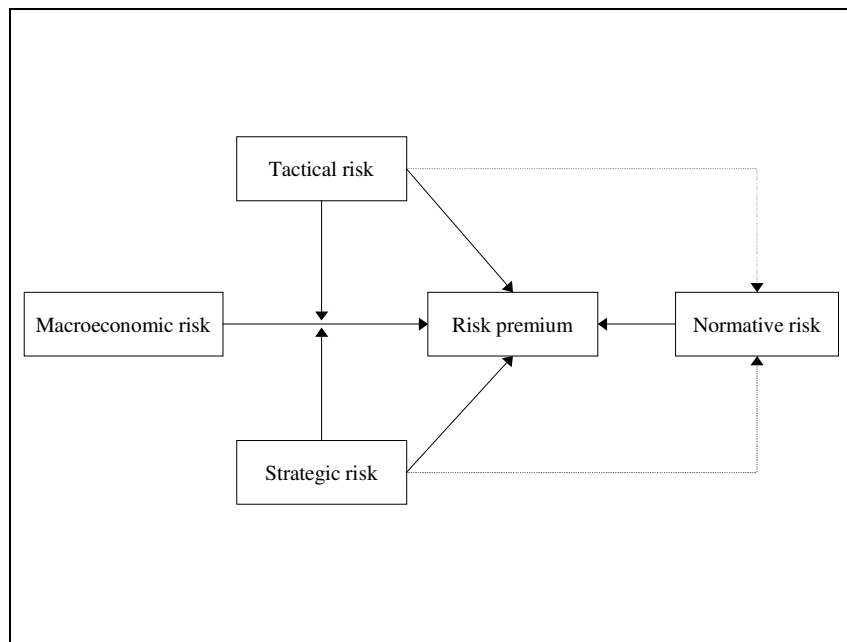 Tactical risk
Macroeconomic risk
Risk premium
Normative risk
Strategic risk